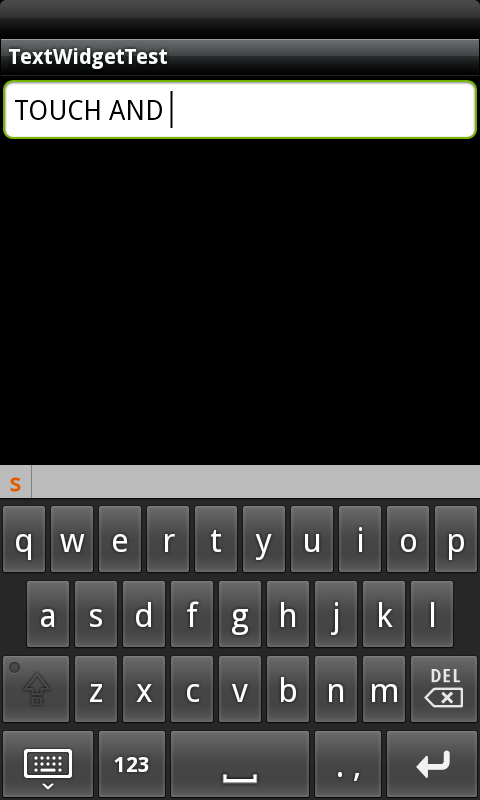 TextWidgetTest
TOUCH AND
s
q w e r t y u i o p
a s d f g h j k l
z x c v b n m DEL
123 . ,